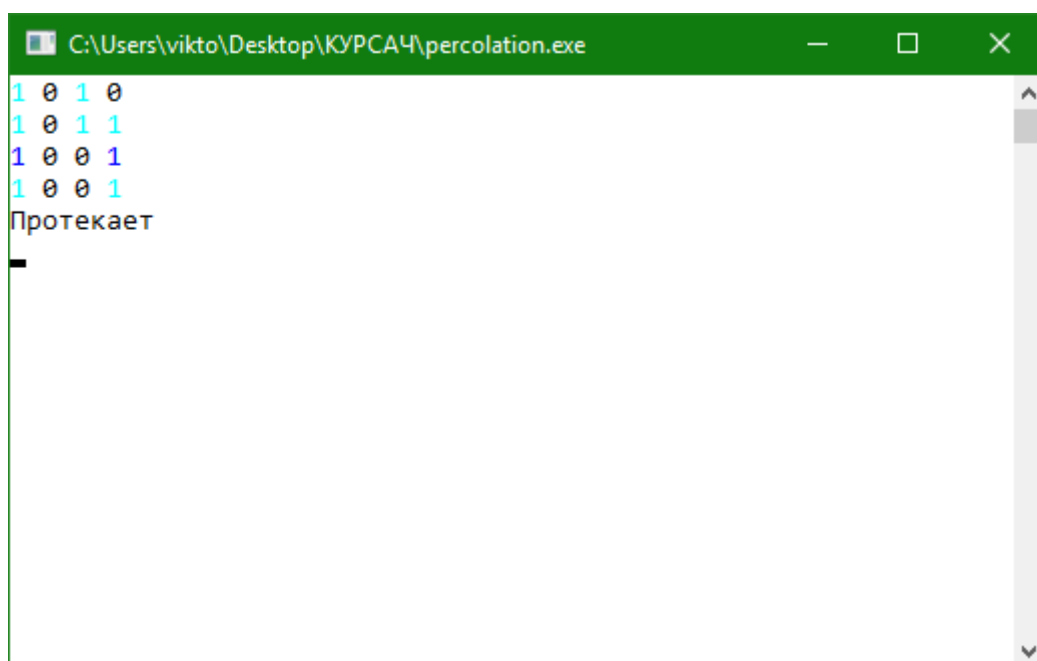 C:\Users\vikto\Desktop\КУРСАЧ\percolation.exe
1 0 1 0
1 0 1 1
1 0 0 1
1 0 0 1
Протекает